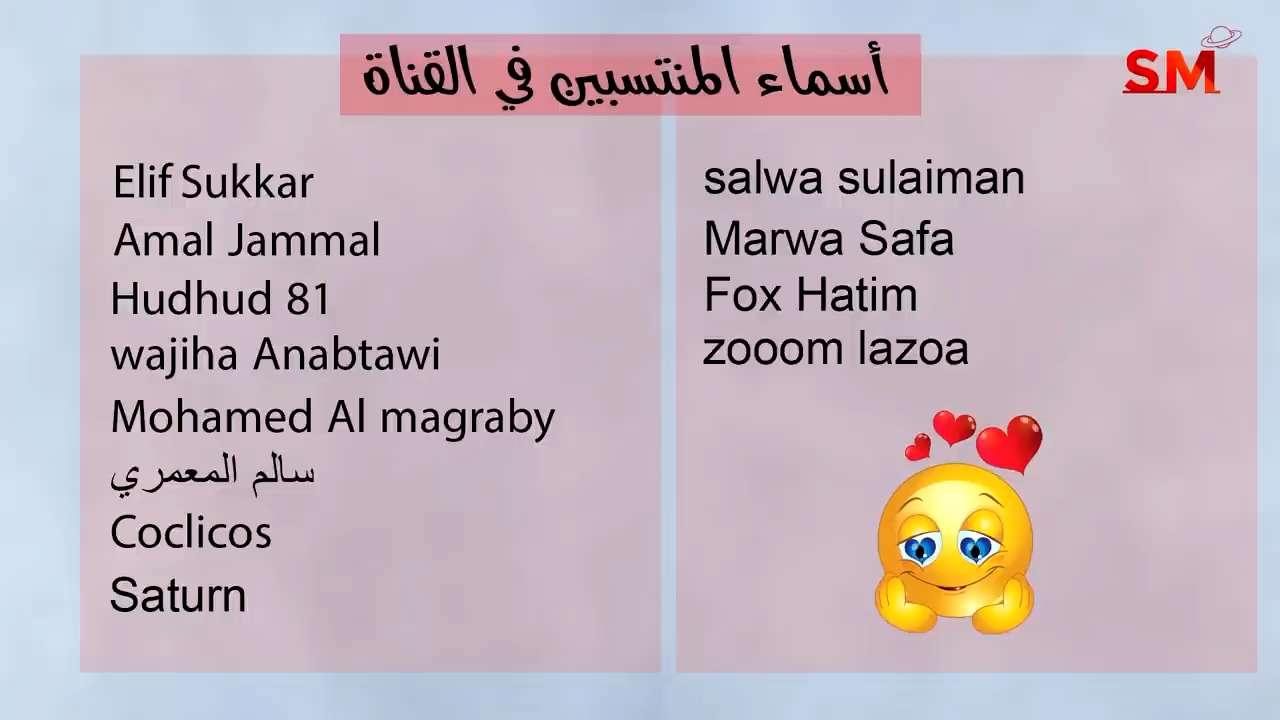 أسماء المنتسبين في القناة
SM
Elif Sukkar
Amal Jammal
Hudhud 81
wajiha Anabtawi
Mohamed Al magraby
سالم المعمري
Coclicos
Saturn
salwa sulaiman
Marwa Safa
Fox Hatim
zooom lazoa